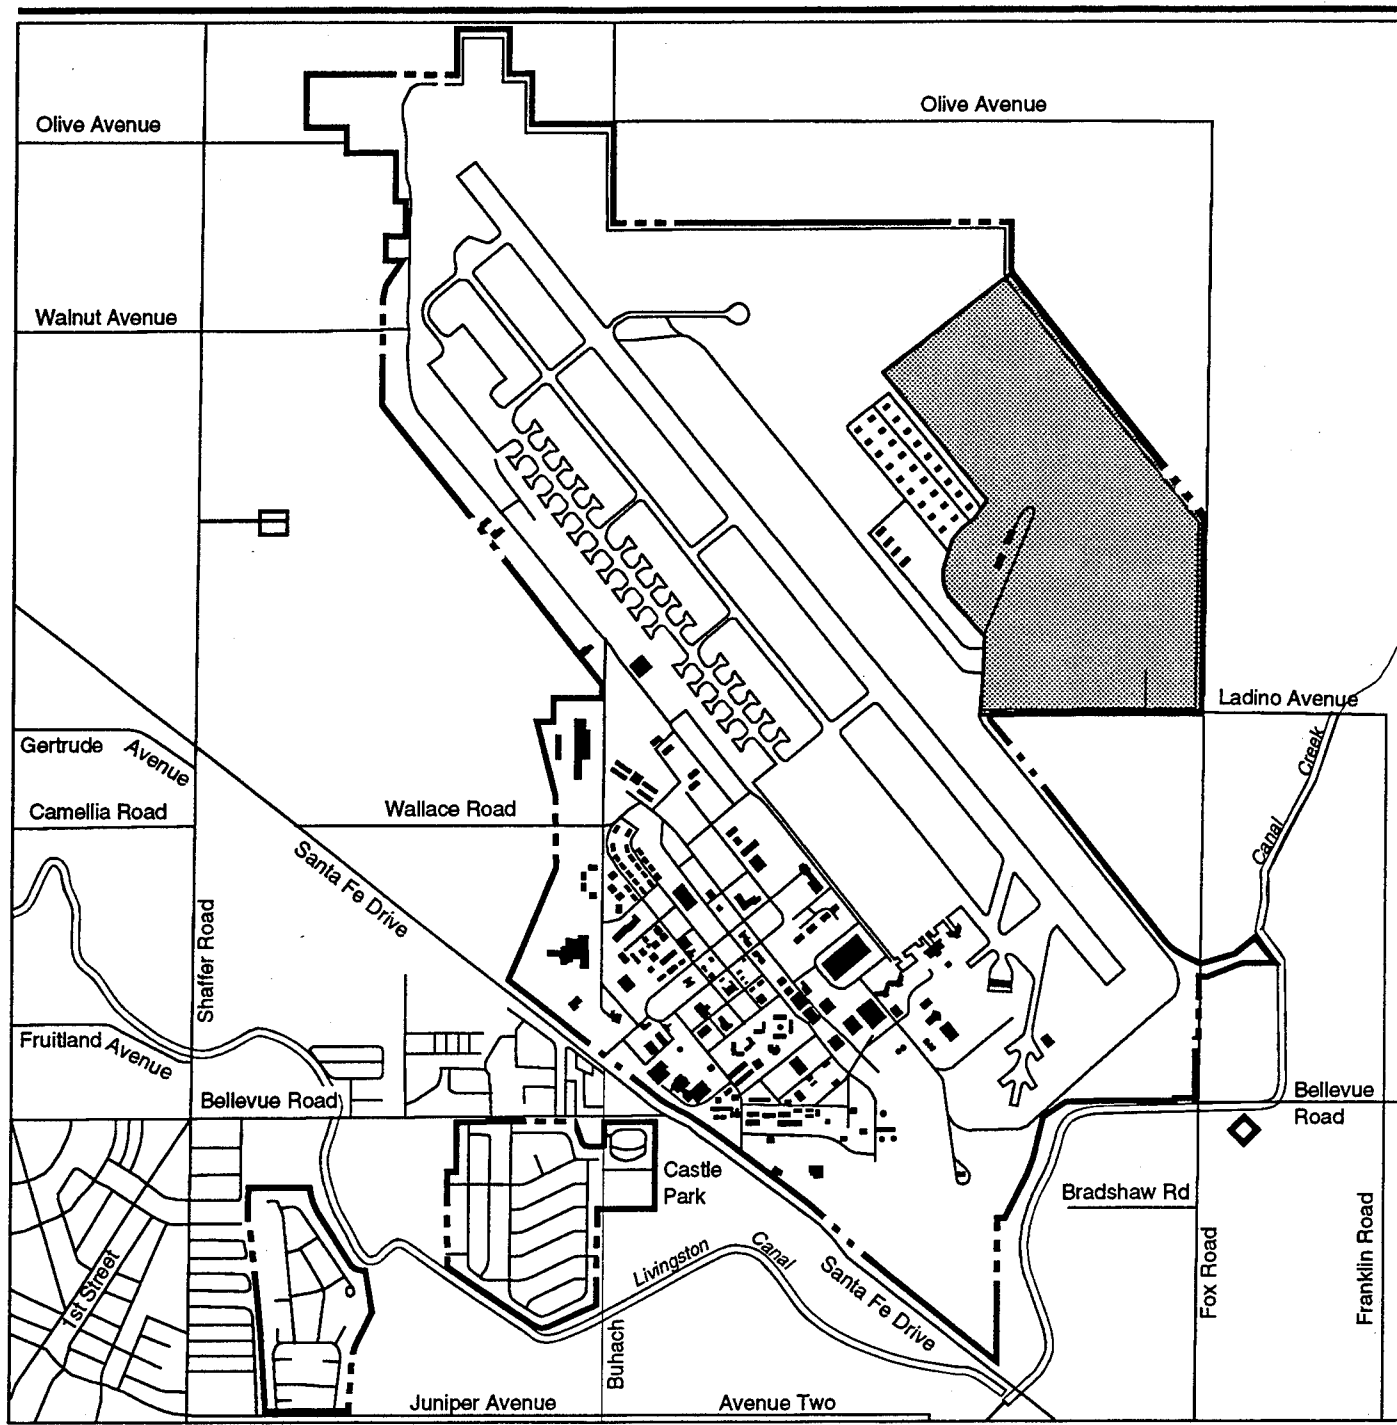 Olive Avenue
Olive Avenue
Walnut Avenue
Ladino Avenue
Gertrude Avenue
Canal Creek
Camellia Road
Wallace Road
Santa Fe Drive
Shaffer Road
Fruitland Avenue
Bellevue Road
Bellevue
Road
Castle
Park
Bradshaw Rd
1st Street
Livingston Canal
Santa Fe Drive
Fox Road
Franklin Road
Buhach
Juniper Avenue
Avenue Two